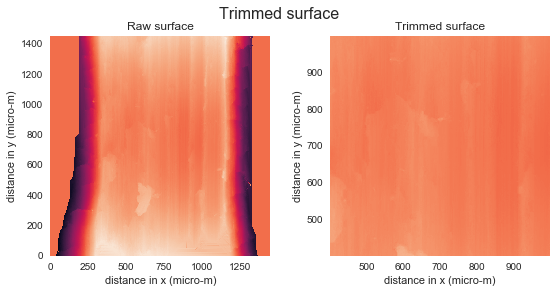 Trimmed surface
Raw surface
1400
1200
1000
800
600
400
200
0
distance in y (micro-m)
0 250 500 750 1000 1250
distance in x (micro-m)
Trimmed surface
900
800
700
600
500
distance in y (micro-m)
500 600 700 800 900
distance in x (micro-m)